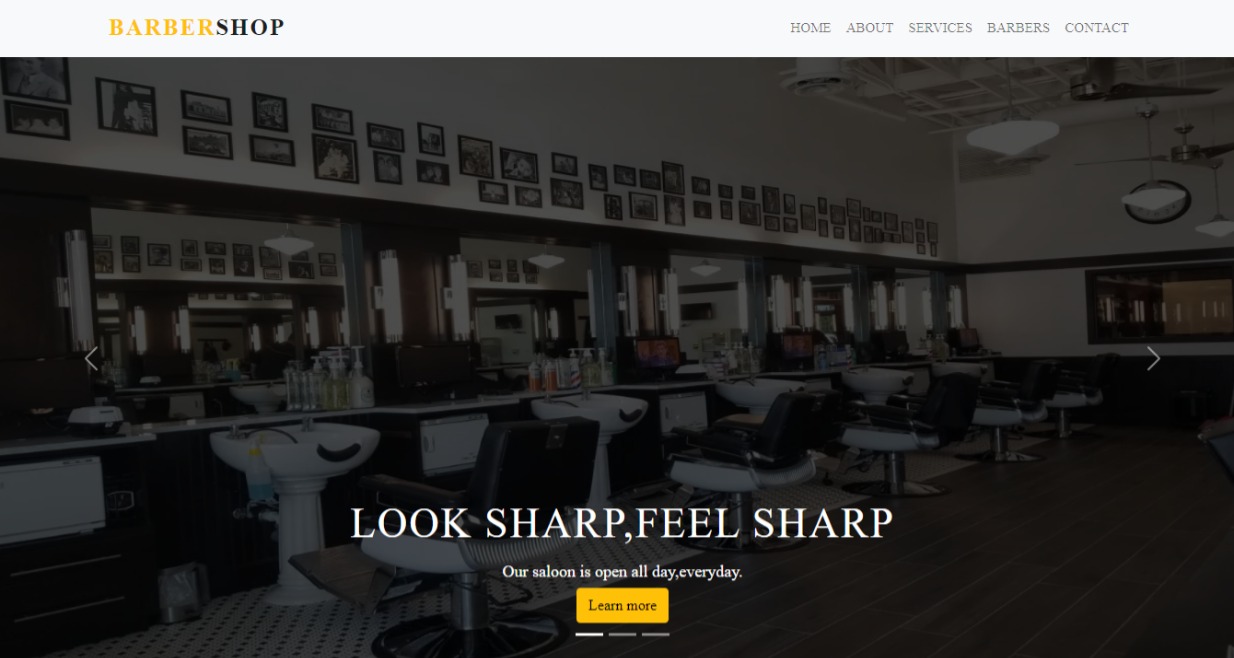 BARBERSHOP
HOME ABOUT SERVICES BARBERS CONTACT
LOOK SHARP,FEEL SHARP
Our saloon is open all day,everyday.
Learn more